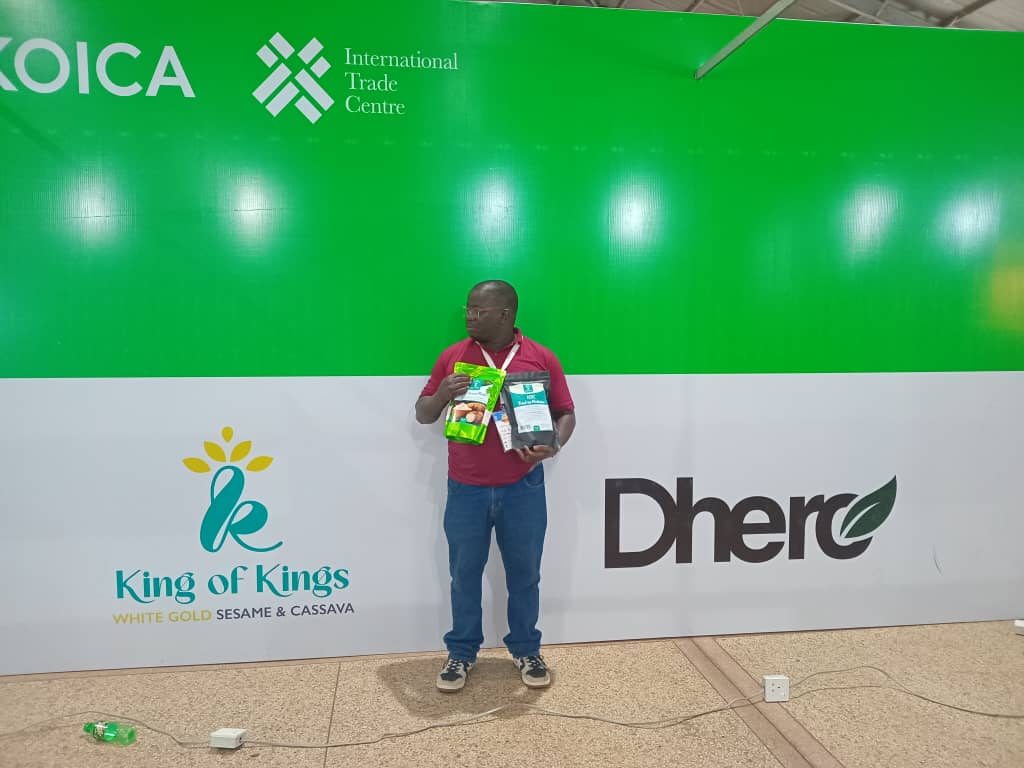 KOICA
International
Trade
Centre
k
King of Kings
WHITE GOLD SESAME & CASSAVA
Dhero